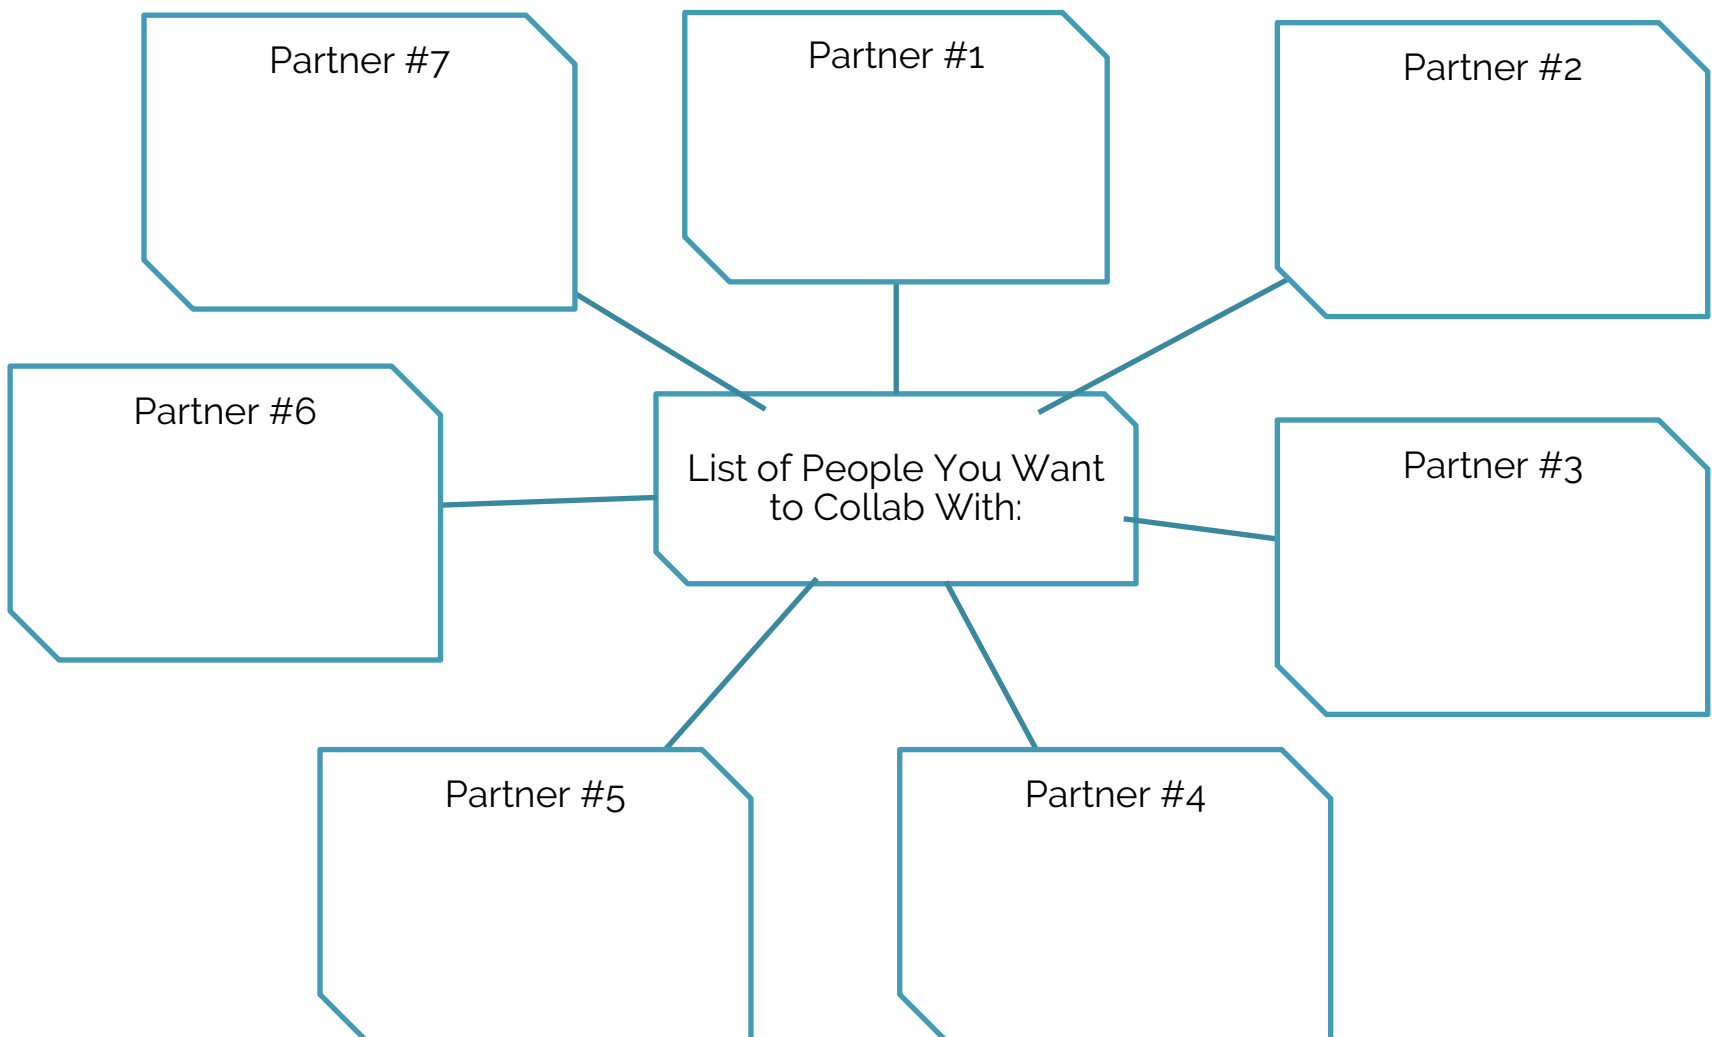 Partner #7
Partner #1
Partner #2
Partner #6
List of People You Want
to Collab With:
Partner #3
Partner #5
Partner #4